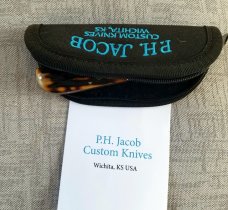 P.H. JACOB
CUSTOM KNIVES
WICHITA, KS
P.H. Jacob
Custom Knives
Wichita, KS USA